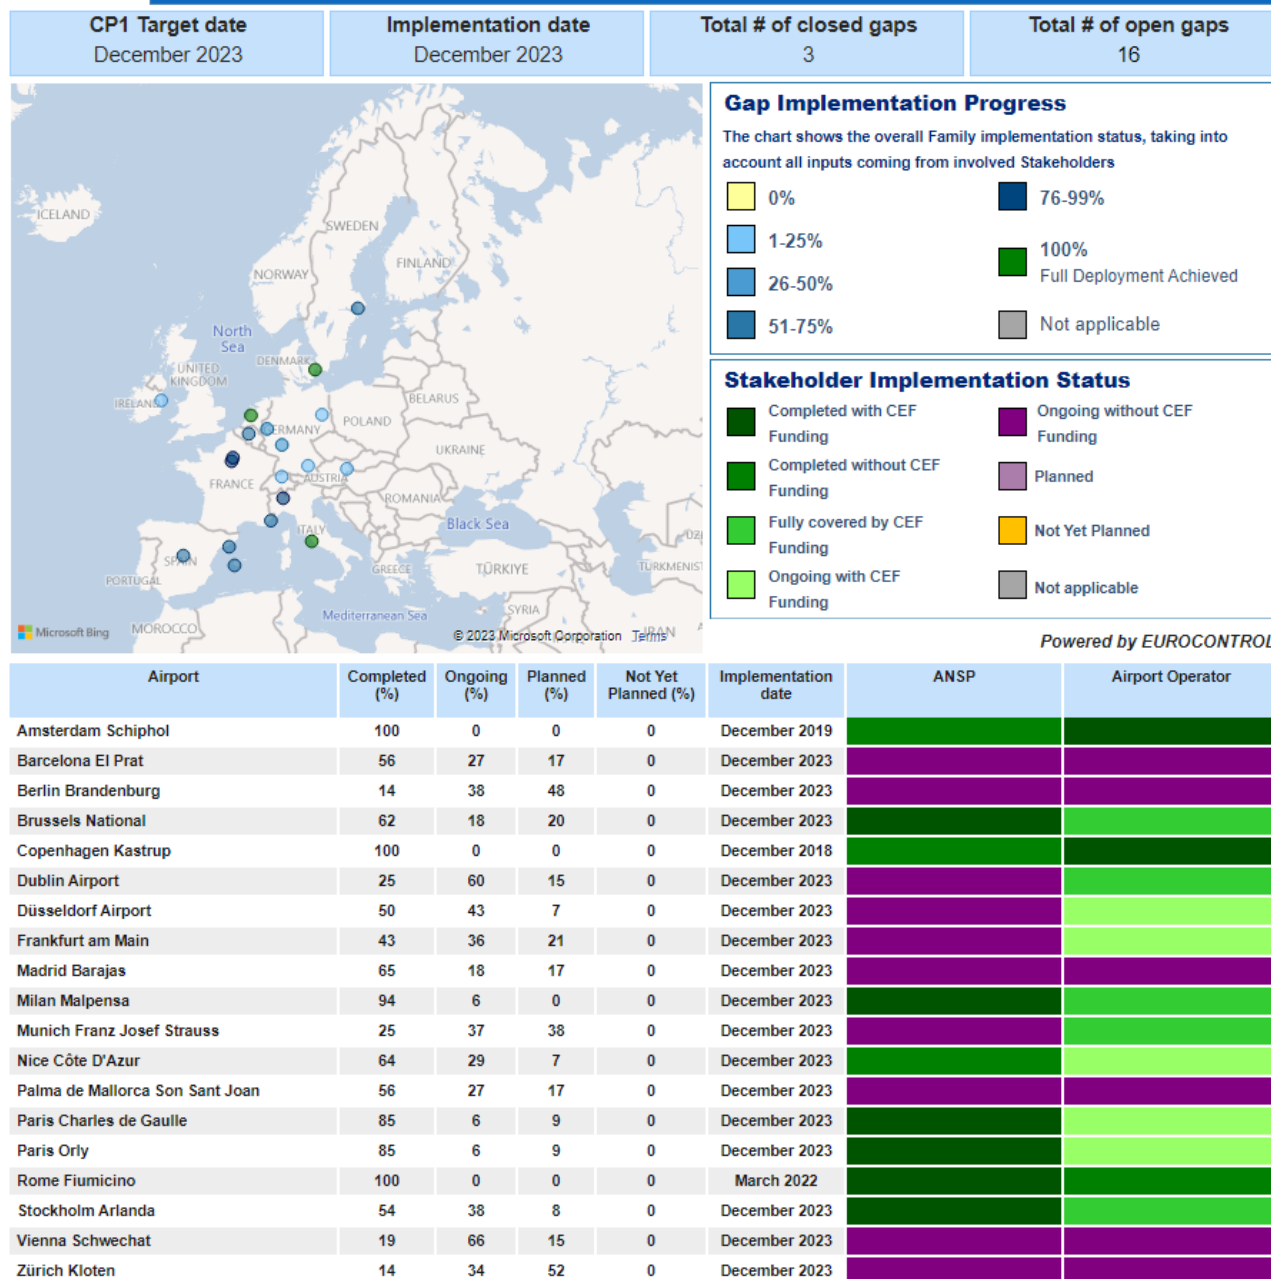 CP1 Target date
December 2023
Implementation date
December 2023
Total # of closed gaps
3
Total # of open gaps
16
ICELAND
SWEDEN
FINLAND
NORWAY
North
Sea
DENMARK
UNITED
KINGDOM
IRELAND
BELARUS
POLAND
GERMANY
UKRAINE
FRANCE
AUSTRIA
ROMANIA
Black Sea
ITALY
SPAIN
PORTUGAL
GREECE
TÜRKIYE
TURKMENIST
SYRIA
Mediterranean Sea
MOROCCO
IRAN
Microsoft Bing
© 2023 Microsoft Corporation Terms
Gap Implementation Progress
The chart shows the overall Family implementation status, taking into
account all inputs coming from involved Stakeholders
0%
1-25%
26-50%
51-75%
76-99%
100%
Full Deployment Achieved
Not applicable
Stakeholder Implementation Status
Completed with CEF
Funding
Completed without CEF
Funding
Fully covered by CEF
Funding
Ongoing with CEF
Funding
Ongoing without CEF
Funding
Planned
Not Yet Planned
Not applicable
Powered by EUROCONTROL
Airport Completed (%) Ongoing (%) Planned (%) Not Yet Planned (%) Implementation date ANSP Airport Operator
Amsterdam Schiphol 100 0 0 0 December 2019
Barcelona El Prat 56 27 17 0 December 2023
Berlin Brandenburg 14 38 48 0 December 2023
Brussels National 62 18 20 0 December 2023
Copenhagen Kastrup 100 0 0 0 December 2018
Dublin Airport 25 60 15 0 December 2023
Düsseldorf Airport 50 43 7 0 December 2023
Frankfurt am Main 43 36 21 0 December 2023
Madrid Barajas 65 18 17 0 December 2023
Milan Malpensa 94 6 0 0 December 2023
Munich Franz Josef Strauss 25 37 38 0 December 2023
Nice Côte D'Azur 64 29 7 0 December 2023
Palma de Mallorca Son Sant Joan 56 27 17 0 December 2023
Paris Charles de Gaulle 85 6 9 0 December 2023
Paris Orly 85 6 9 0 December 2023
Rome Fiumicino 100 0 0 0 March 2022
Stockholm Arlanda 54 38 8 0 December 2023
Vienna Schwechat 19 66 15 0 December 2023
Zürich Kloten 14 34 52 0 December 2023